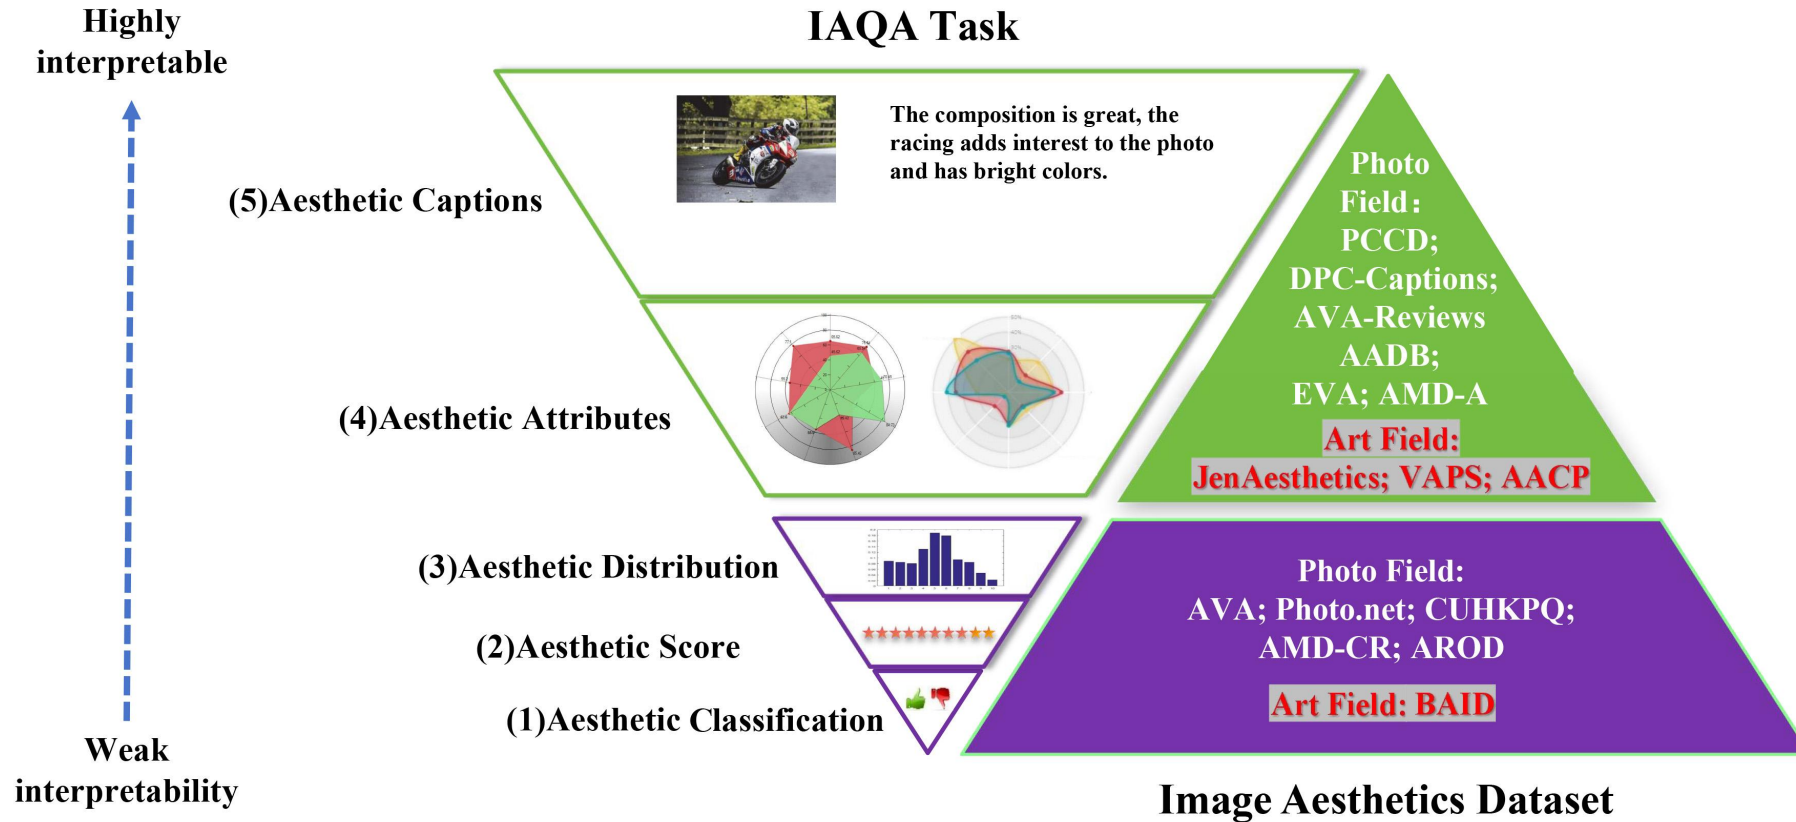 Highly
interpretable
IAQA Task
The composition is great, the
racing adds interest to the photo
and has bright colors.
(5)Aesthetic Captions
(4)Aesthetic Attributes
(3)Aesthetic Distribution
(2)Aesthetic Score
(1)Aesthetic Classification
Weak
interpretability
Photo
Field:
PCCD;
DPC-Captions;
AVA-Reviews
AADB;
EVA; AMD-A
Art Field:
JenAesthetics; VAPS; AACP
Photo Field:
AVA; Photo.net; CUHKPQ;
AMD-CR; AROD
Art Field: BAID
Image Aesthetics Dataset